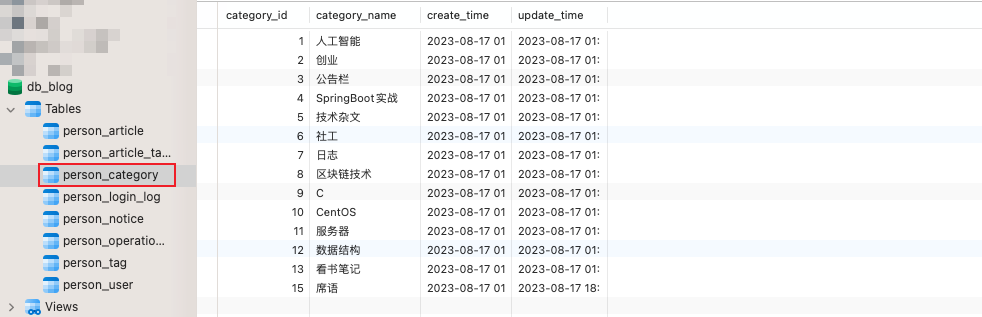 db_blog
Tables
person_article
person_article_ta...
person_category
person_login_log
person_notice
person_operatio...
person_tag
person_user
Views
category_id category_name create_time update_time
1 人工智能 2023-08-17 01 2023-08-17 01:
2 创业 2023-08-17 01 2023-08-17 01:
3 公告栏 2023-08-17 01 2023-08-17 01:
4 SpringBoot实战 2023-08-17 01 2023-08-17 01:
5 技术杂文 2023-08-17 01 2023-08-17 01:
6 社工 2023-08-17 01 2023-08-17 01:
7 日志 2023-08-17 01 2023-08-17 01:
8 区块链技术 2023-08-17 01 2023-08-17 01:
9 C 2023-08-17 01 2023-08-17 01:
10 CentOS 2023-08-17 01 2023-08-17 01:
11 服务器 2023-08-17 01 2023-08-17 01:
12 数据结构 2023-08-17 01 2023-08-17 01:
13 看书笔记 2023-08-17 01 2023-08-17 01:
15 席语 2023-08-17 01 2023-08-17 18: